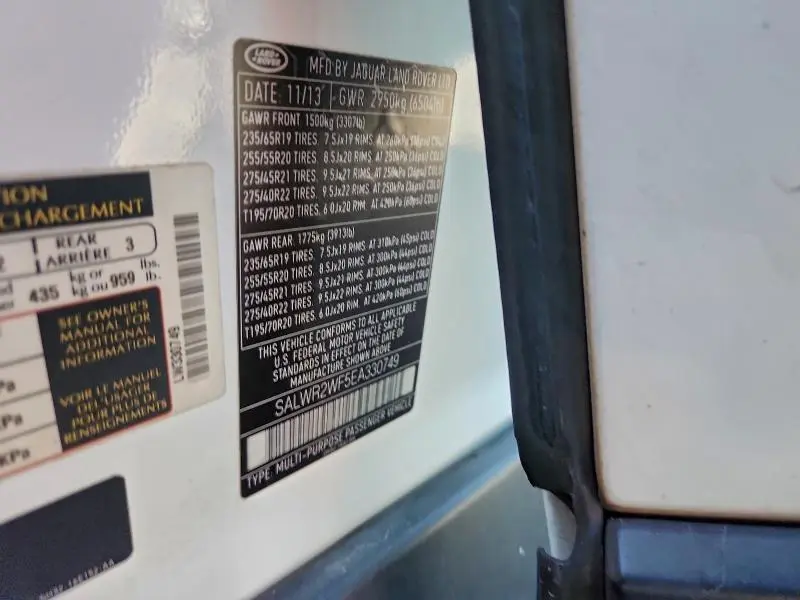 LAND ROVER
MFD BY JAGUAR LAND ROVER LTD
DATE: 11/13 GWR 2950kg (6504lb)
GAWR FRONT 1500kg (3307lb)
235/65R19 TIRES. 7.5Jx19 RIMS. AT 260kPa COLD
255/55R20 TIRES. 8.5Jx20 RIMS. AT 250kPa (36psi) COLD
275/45R21 TIRES. 9.5Jx21 RIMS. AT 250kPa (36psi) COLD
275/40R22 TIRES. 9.5Jx22 RIMS. AT 250kPa (36psi) COLD
T195/70R20 TIRES. 6.0Jx20 RIM. AT 420kPa (60psi) COLD
GAWR REAR 1775kg (3913lb)
235/65R19 TIRES. 7.5Jx19 RIMS. AT 310kPa (45psi) COLD
255/55R20 TIRES. 8.5Jx20 RIMS. AT 300kPa (44psi) COLD
275/45R21 TIRES. 9.5Jx21 RIMS. AT 300kPa (44psi) COLD
275/40R22 TIRES. 9.5Jx22 RIMS. AT 300kPa (44psi) COLD
T195/70R20 TIRES 6.0Jx20 RIM. AT 420kPa (60psi) COLD
THIS VEHICLE CONFORMS TO ALL APPLICABLE
U.S. FEDERAL MOTOR VEHICLE SAFETY
STANDARDS IN EFFECT ON THE DATE OF
MANUFACTURE SHOWN ABOVE
SALWR2WF5EA330749
TYPE: MULTI-PURPOSE PASSENGER VEHICLE
TION
CHARGEMENT
2 REAR 3
ARRIÈRE
435 kg or 959 lbs.
kg ou lb.
SEE OWNER'S
MANUAL FOR
ADDITIONAL
INFORMATION
VOIR LE MANUEL
DE L'USAGER
POUR PLUS DE
RENSEIGNEMENTS
kPa
kPa
kPa